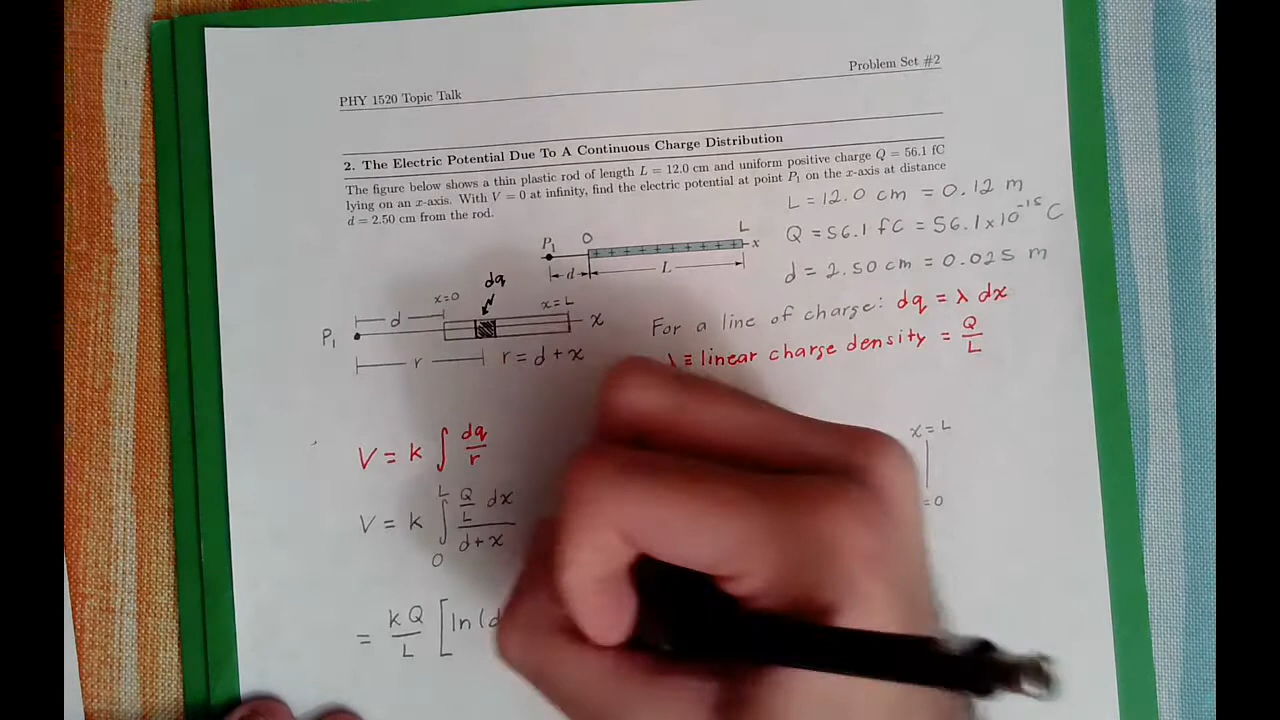 PHY 1520 Topic Talk
Problem Set #2
2. The Electric Potential Due To A Continuous Charge Distribution
The figure below shows a thin plastic rod of length L = 12.0 cm and uniform positive charge Q = 56.1 fC
lying on an x-axis. With V = 0 at infinity, find the electric potential at point P₁ on the x-axis at distance
d = 2.50 cm from the rod.
L = 12.0 cm = 0.12 m
Q = 56.1 fC = 56.1 x 10⁻¹⁵ C
d = 2.50 cm = 0.025 m
P₁ 0 L
+ + + + + + + + x
d L
dq
x=0 x=L
d
P₁ x
r r = d + x
For a line of charge: dq = λ dx
λ ≡ linear charge density = Q/L
V = k ∫ dq/r
x = L
= 0
V = k ∫₀ᴸ (Q/L dx)/(d+x)
= kQ/L [ln(d